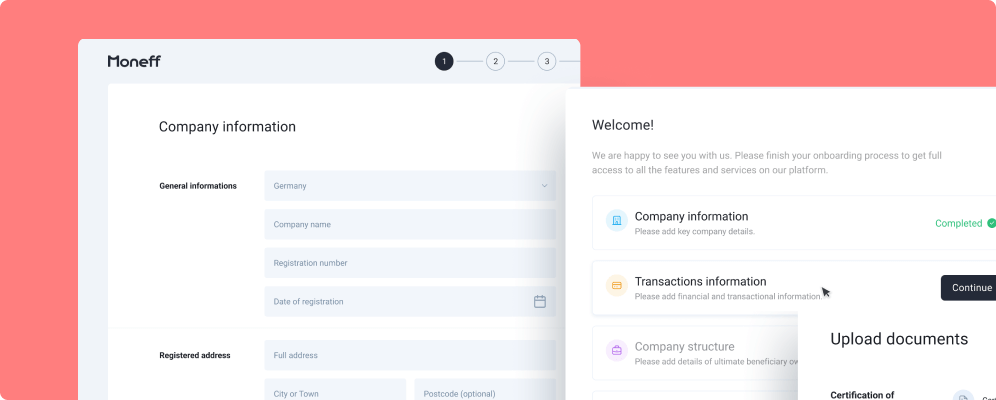 Moneff
1
2
3
Company information
General informations
Germany
Company name
Registration number
Date of registration
Registered address
Full address
City or Town
Postcode (optional)
Welcome!
We are happy to see you with us. Please finish your onboarding process to get full
access to all the features and services on our platform.
Company information
Please add key company details.
Completed
Transactions information
Please add financial and transactional information.
Continue
Company structure
Please add details of ultimate beneficiary
Upload documents
Certification of